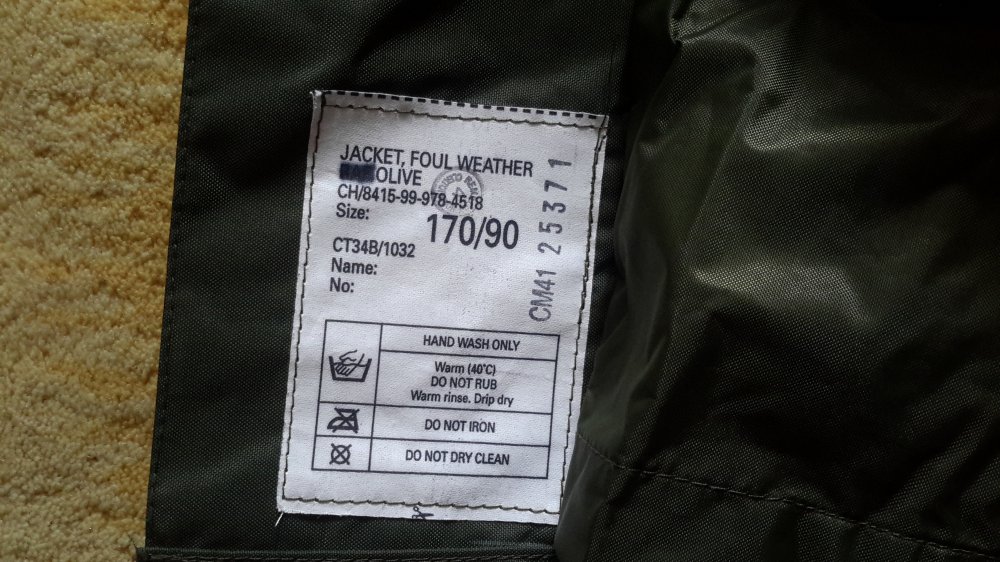 JACKET, FOUL WEATHER
OLIVE
CH/8415-99-978-4518
Size: 170/90
CT34B/1032
Name:
No:
CM41 253371
HAND WASH ONLY
Warm (40°C)
DO NOT RUB
Warm rinse. Drip dry
DO NOT IRON
DO NOT DRY CLEAN